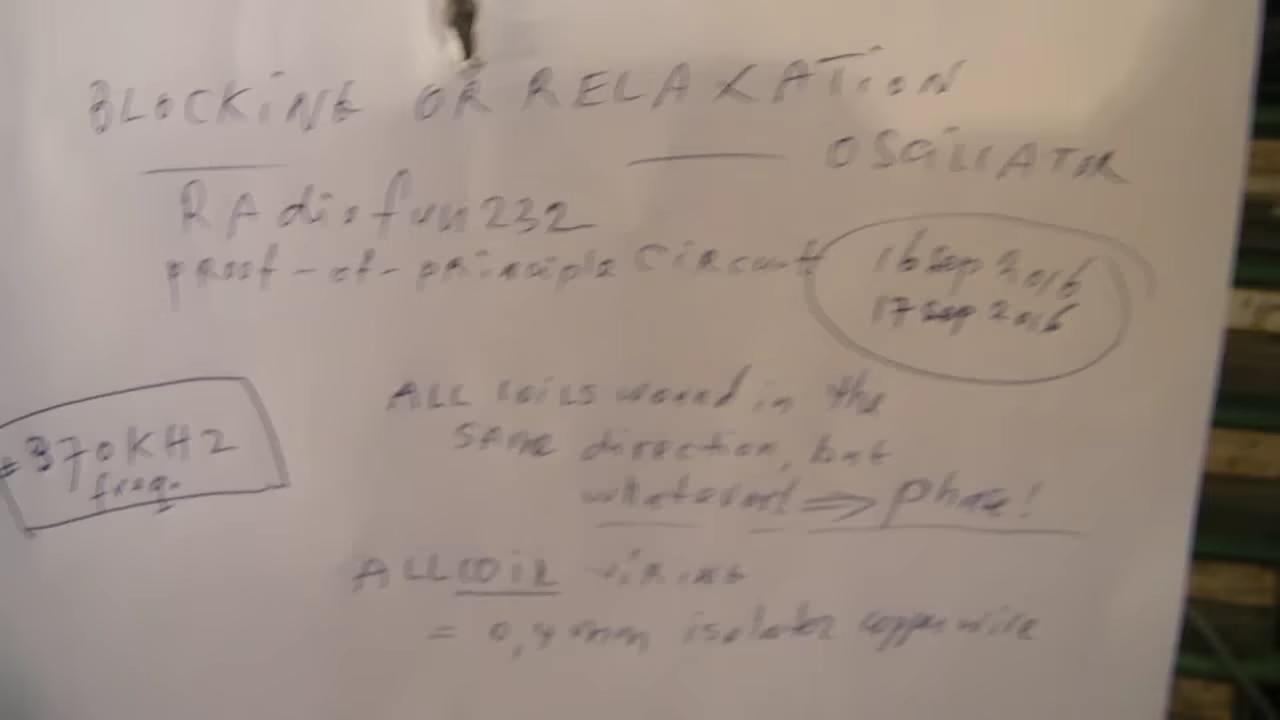 BLOCKING OR RELAXATION
OSCILLATOR
RAdiofun232
PROOF-of-principle CIRCUIT
16 Sep 2016
17 Sep 2016
ALL COILS wound in the
SAME direction, but
whatever! ⇒ phase!
= 370KHZ
freq.
ALL COIL
= 0,4 mm isolated copper wire